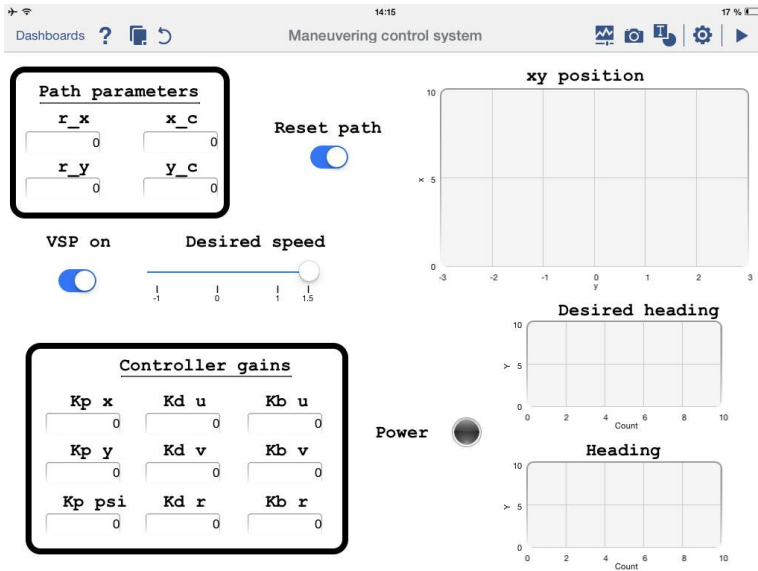 14:15
17 %
Dashboards ?
Maneuvering control system
T
Path parameters
r_x x_c
0 0
r_y y_c
0 0
Reset path
xy position
10
x 5
0
-3 -2 -1 0 1 2 3
y
VSP on
Desired speed
-1 0 1 1.5
Desired heading
10
Y 5
0
0 2 4 6 8 10
Count
Controller gains
Kp x Kd u Kb u
0 0 0
Kp y Kd v Kb v
0 0 0
Kp psi Kd r Kb r
0 0 0
Power
Heading
10
Y 5
0
0 2 4 6 8 10
Count